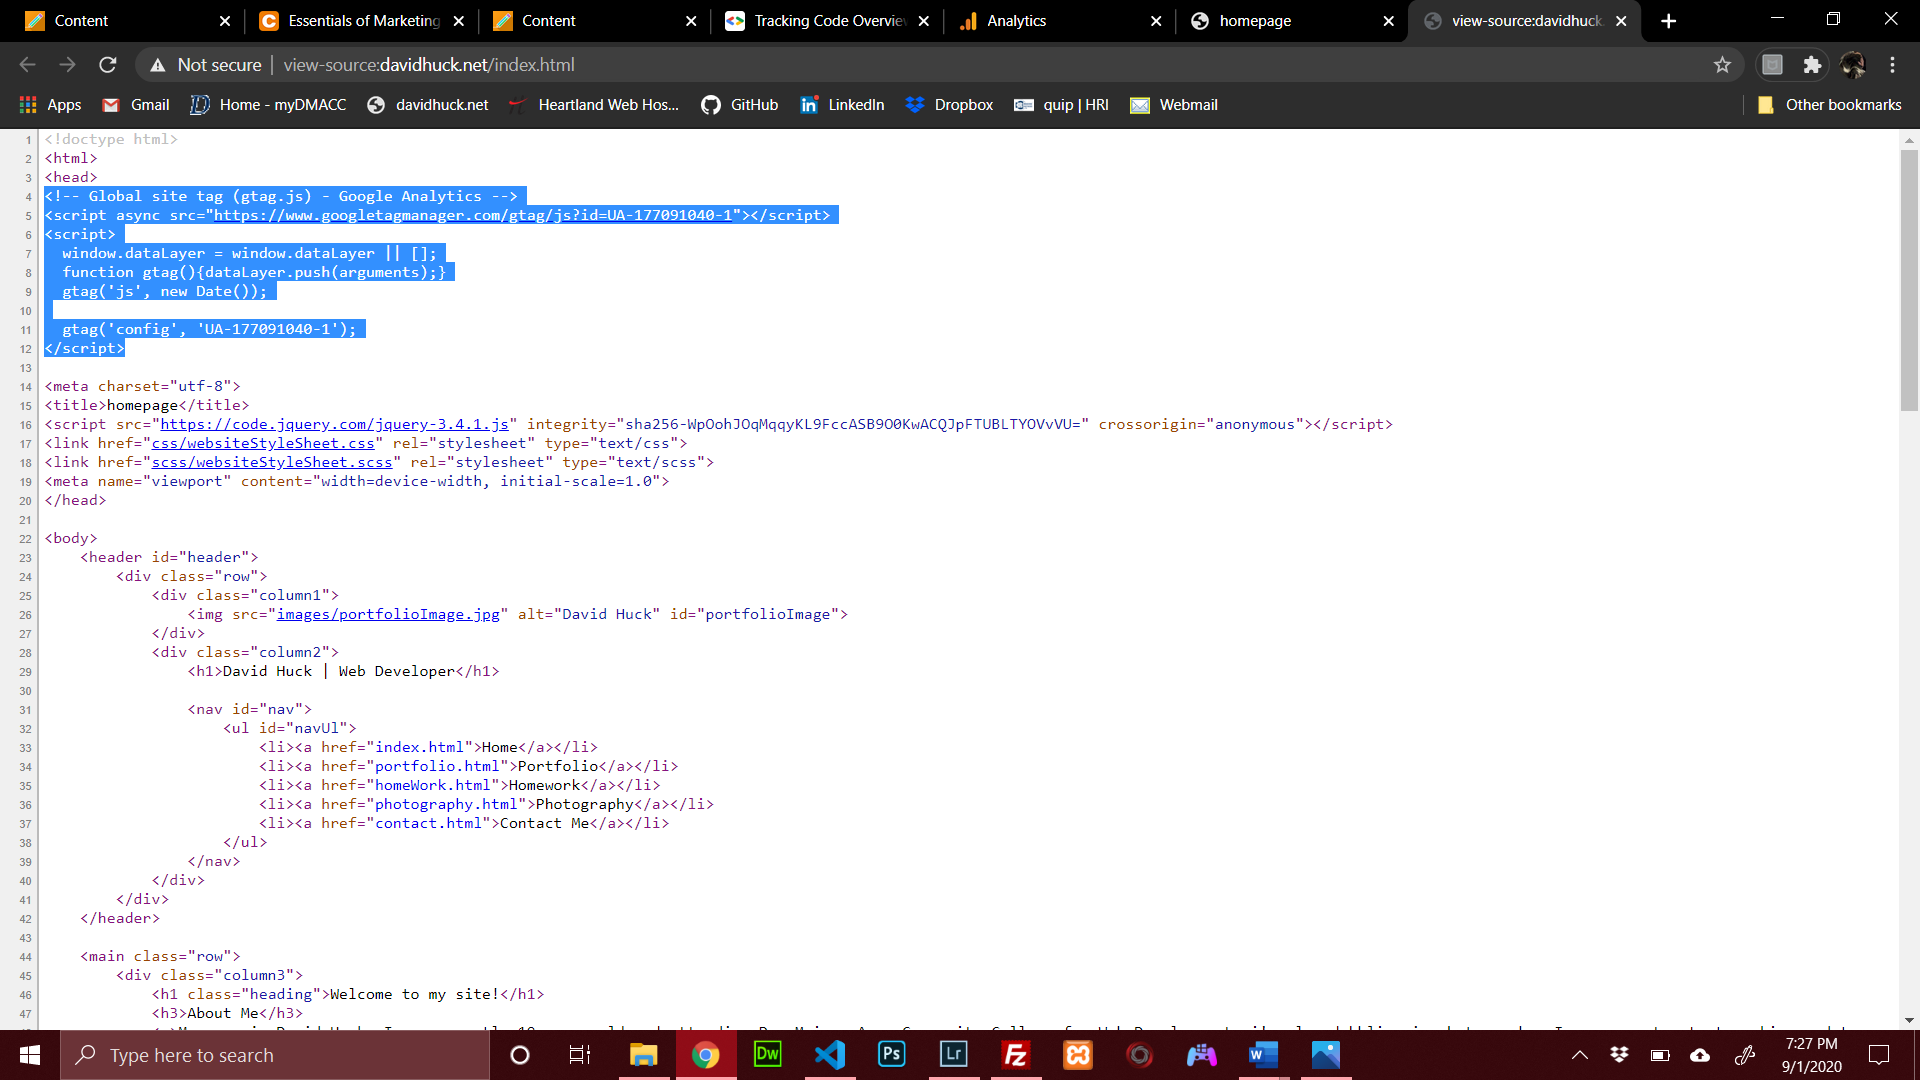 Content
Essentials of Marketing
Content
Tracking Code Overvie
Analytics
homepage
view-source:davidhuck.
Not secure | view-source:davidhuck.net/index.html
Apps Gmail Home - myDMACC davidhuck.net Heartland Web Hos... GitHub LinkedIn Dropbox quip | HRI Webmail Other bookmarks
1 <!doctype html>
2 <html>
3 <head>
4 <!-- Global site tag (gtag.js) - Google Analytics -->
5 <script async src="https://www.googletagmanager.com/gtag/js?id=UA-177091040-1"></script>
6 <script>
7 window.dataLayer = window.dataLayer || [];
8 function gtag(){dataLayer.push(arguments);}
9 gtag('js', new Date());
10
11 gtag('config', 'UA-177091040-1');
12 </script>
13
14 <meta charset="utf-8">
15 <title>homepage</title>
16 <script src="https://code.jquery.com/jquery-3.4.1.js" integrity="sha256-WpOohJOqMqqyKL9FccASB9O0KwACQJpFTUBLTYOVvVU=" crossorigin="anonymous"></script>
17 <link href="css/websiteStyleSheet.css" rel="stylesheet" type="text/css">
18 <link href="scss/websiteStyleSheet.scss" rel="stylesheet" type="text/scss">
19 <meta name="viewport" content="width=device-width, initial-scale=1.0">
20 </head>
21
22 <body>
23 <header id="header">
24 <div class="row">
25 <div class="column1">
26 <img src="images/portfolioImage.jpg" alt="David Huck" id="portfolioImage">
27 </div>
28 <div class="column2">
29 <h1>David Huck | Web Developer</h1>
30
31 <nav id="nav">
32 <ul id="navUl">
33 <li><a href="index.html">Home</a></li>
34 <li><a href="portfolio.html">Portfolio</a></li>
35 <li><a href="homeWork.html">Homework</a></li>
36 <li><a href="photography.html">Photography</a></li>
37 <li><a href="contact.html">Contact Me</a></li>
38 </ul>
39 </nav>
40 </div>
41 </div>
42 </header>
43
44 <main class="row">
45 <div class="column3">
46 <h1 class="heading">Welcome to my site!</h1>
47 <h3>About Me</h3>
Type here to search
Dw
Ps
Lr
Fz
7:27 PM
9/1/2020